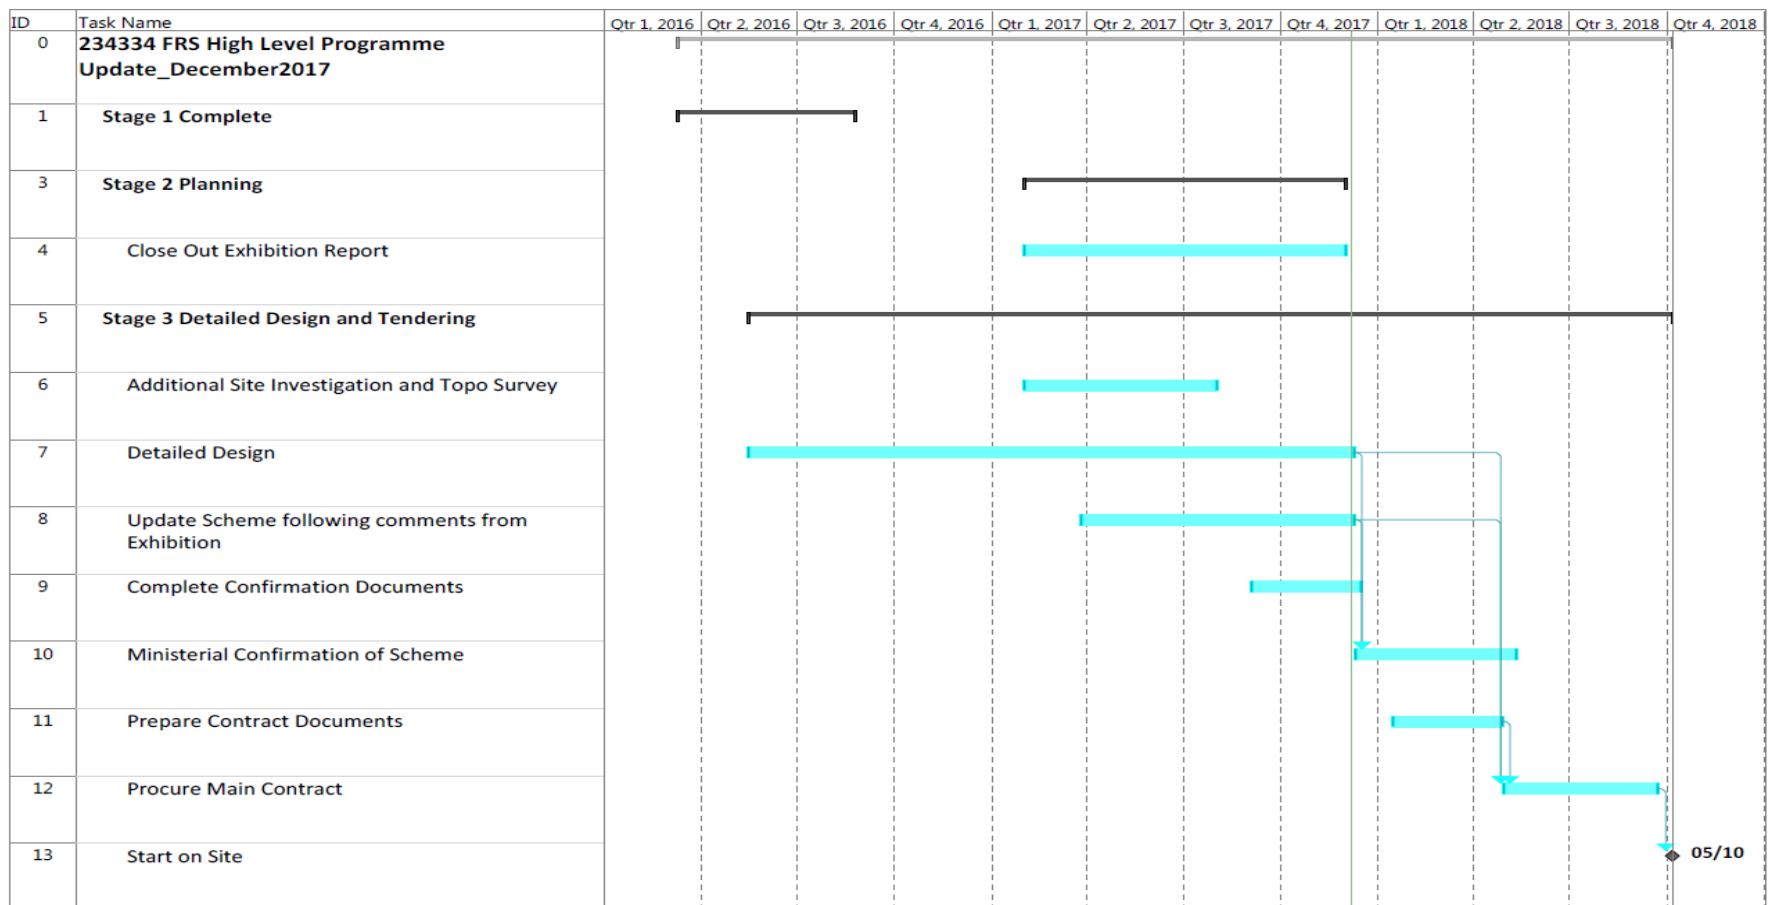 ID Task Name Qtr 1, 2016 Qtr 2, 2016 Qtr 3, 2016 Qtr 4, 2016 Qtr 1, 2017 Qtr 2, 2017 Qtr 3, 2017 Qtr 4, 2017 Qtr 1, 2018 Qtr 2, 2018 Qtr 3, 2018 Qtr 4, 2018
0 234334 FRS High Level Programme
Update_December2017
1 Stage 1 Complete
3 Stage 2 Planning
4 Close Out Exhibition Report
5 Stage 3 Detailed Design and Tendering
6 Additional Site Investigation and Topo Survey
7 Detailed Design
8 Update Scheme following comments from
Exhibition
9 Complete Confirmation Documents
10 Ministerial Confirmation of Scheme
11 Prepare Contract Documents
12 Procure Main Contract
13 Start on Site 05/10